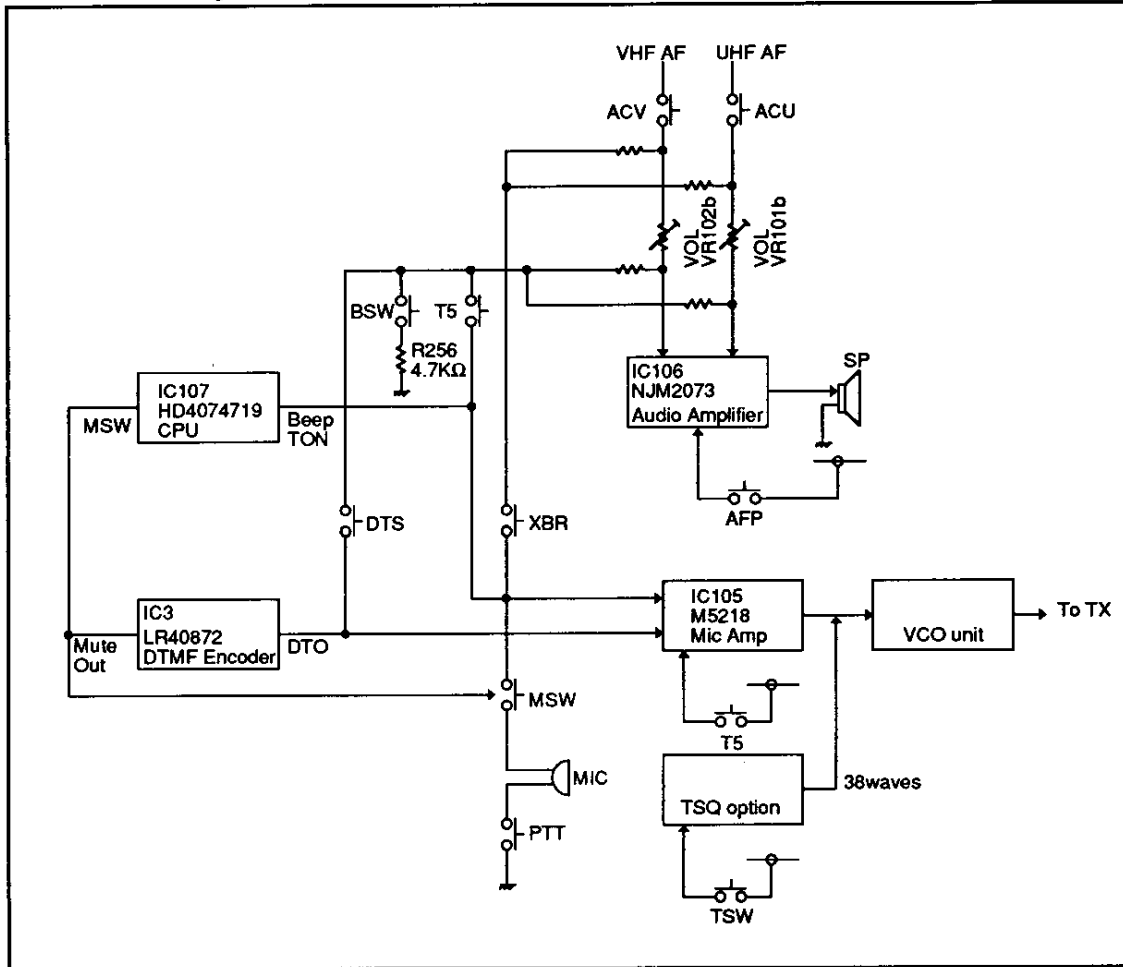 VHF AF
UHF AF
ACV
ACU
VOL
VR102b
VOL
VR101b
BSW
T5
R256
4.7KΩ
IC107
HD4074719
CPU
MSW
Beep
TON
IC106
NJM2073
Audio Amplifier
SP
AFP
DTS
XBR
IC3
LR40872
DTMF Encoder
Mute
Out
DTO
IC105
M5218
Mic Amp
VCO unit
To TX
MSW
T5
MIC
TSQ option
38waves
PTT
TSW